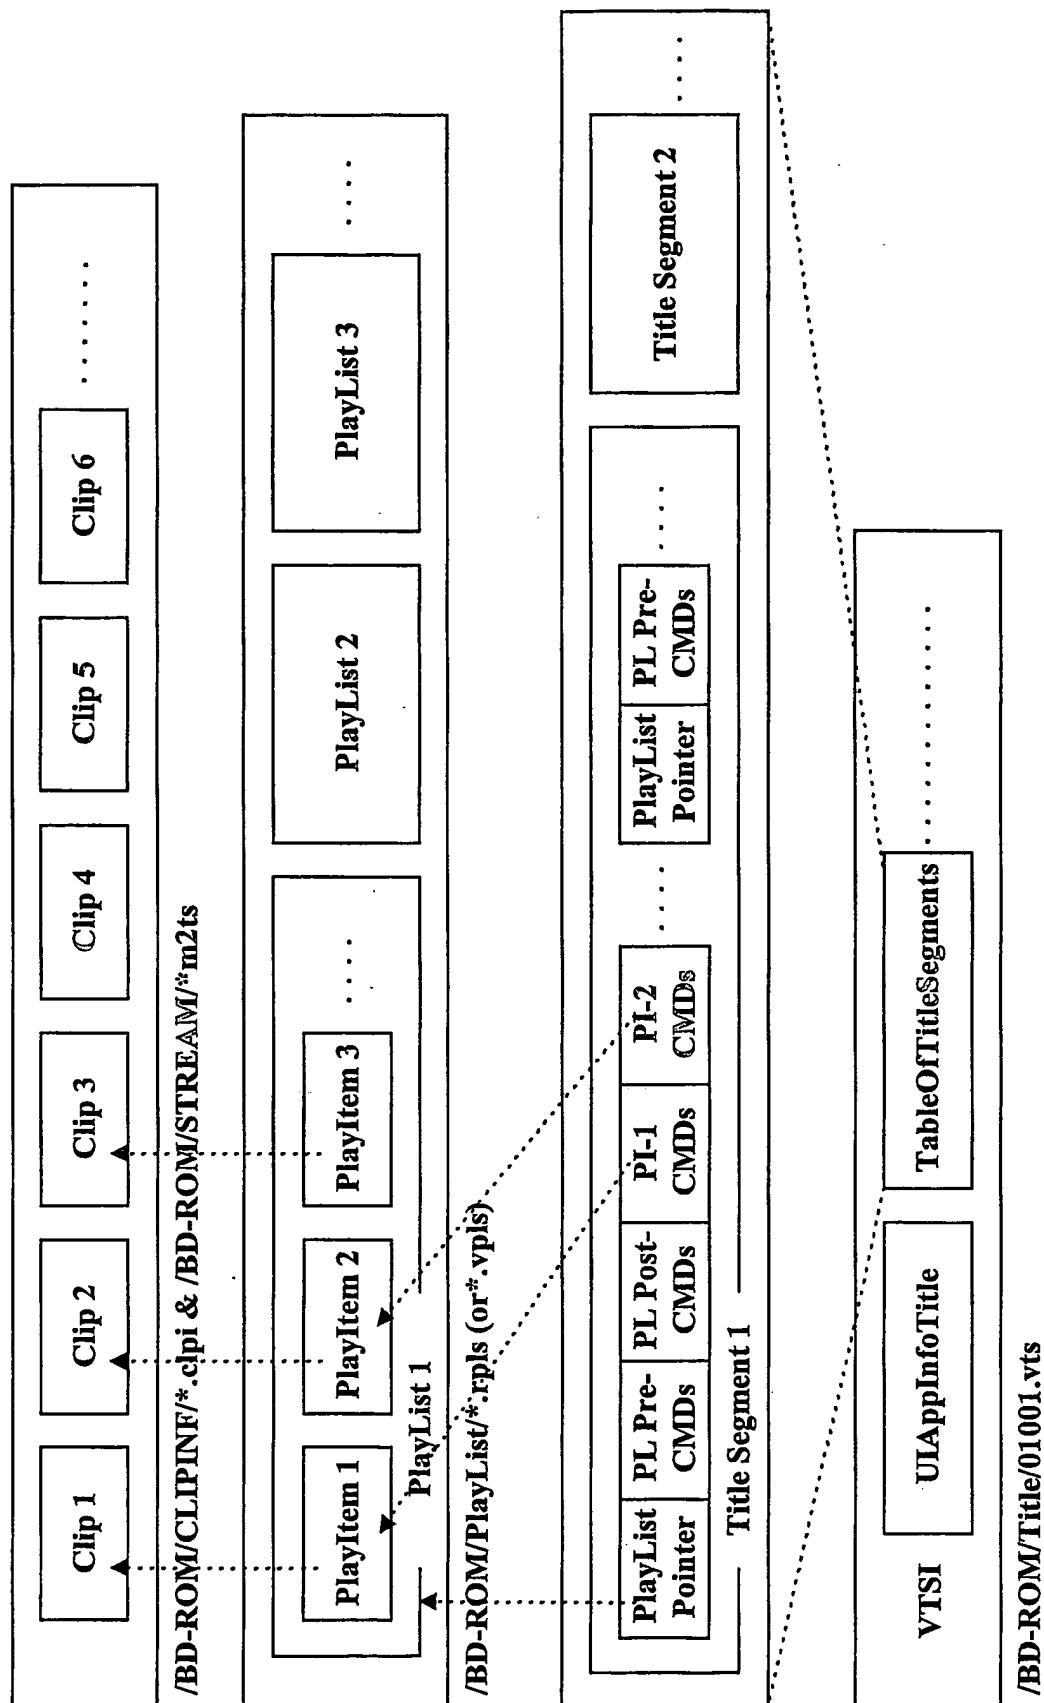 Clip 1
Clip 2
Clip 3
Clip 4
Clip 5
Clip 6
.......
/BD-ROM/CLIPINF/*.clpi & /BD-ROM/STREAM/*m2ts
PlayItem 1
PlayItem 2
PlayItem 3
....
PlayList 1
PlayList 2
PlayList 3
....
/BD-ROM/PlayList/*.rpls (or*.vpls)
PlayList
Pointer
PL Pre-
CMDs
PL Post-
CMDs
PI-1
CMDs
PI-2
CMDs
....
PlayList
Pointer
PL Pre-
CMDs
....
Title Segment 1
Title Segment 2
....
VTSI
UIAppInfoTitle
TableOfTitleSegments
............
/BD-ROM/Title/01001.vts